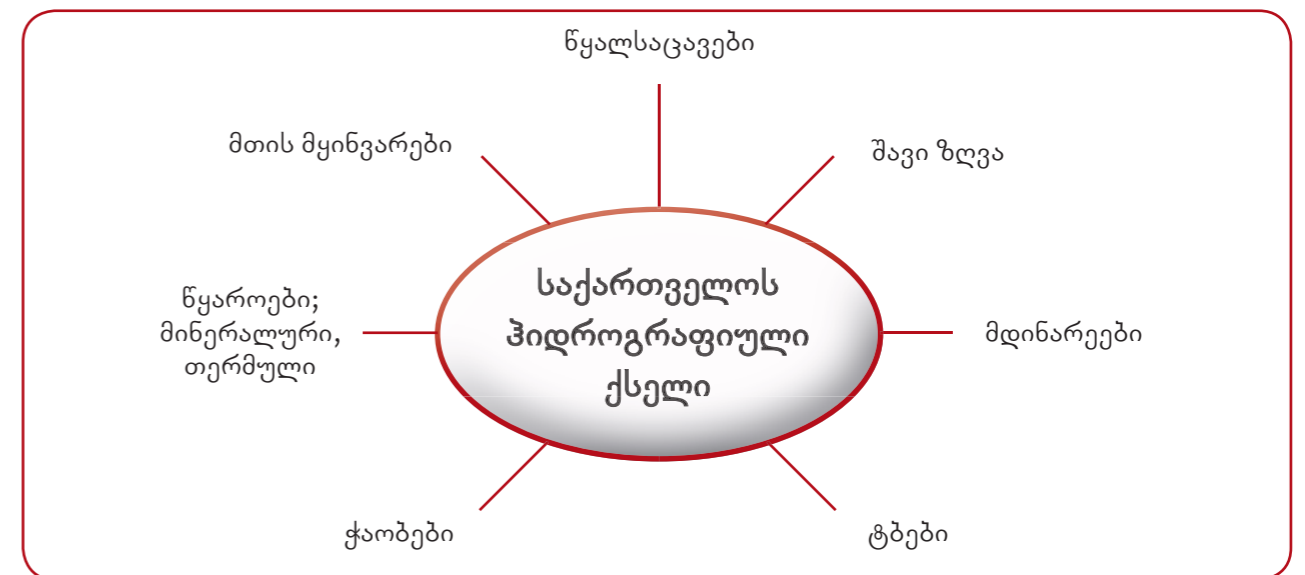 წყალსაცავები
მთის მყინვარები
შავი ზღვა
საქართველოს
ჰიდროგრაფიული
ქსელი
წყაროები;
მინერალური,
თერმული
მდინარეები
ჭაობები
ტბები